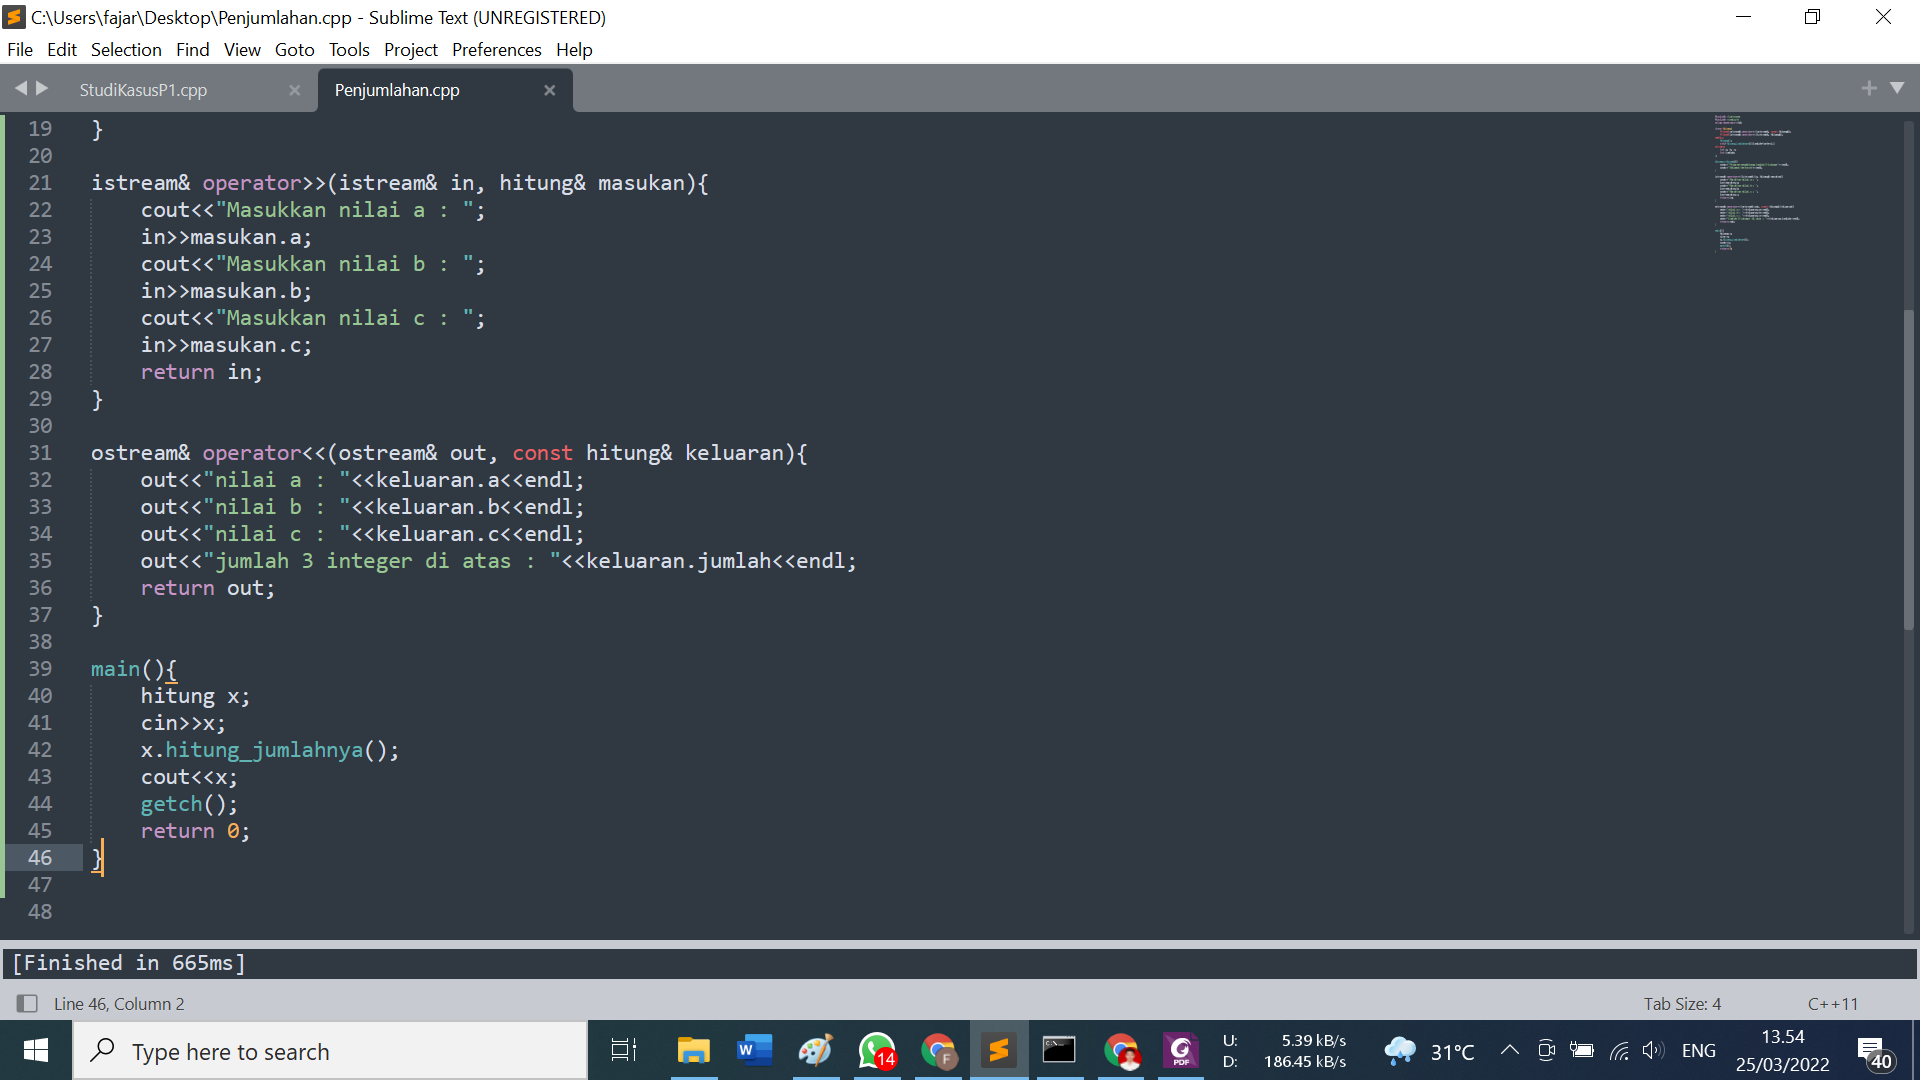 C:\Users\fajar\Desktop\Penjumlahan.cpp - Sublime Text (UNREGISTERED)
File Edit Selection Find View Goto Tools Project Preferences Help
StudiKasusP1.cpp × Penjumlahan.cpp ×
19 }
20
21 istream& operator>>(istream& in, hitung& masukan){
22 cout<<"Masukkan nilai a : ";
23 in>>masukan.a;
24 cout<<"Masukkan nilai b : ";
25 in>>masukan.b;
26 cout<<"Masukkan nilai c : ";
27 in>>masukan.c;
28 return in;
29 }
30
31 ostream& operator<<(ostream& out, const hitung& keluaran){
32 out<<"nilai a : "<<keluaran.a<<endl;
33 out<<"nilai b : "<<keluaran.b<<endl;
34 out<<"nilai c : "<<keluaran.c<<endl;
35 out<<"jumlah 3 integer di atas : "<<keluaran.jumlah<<endl;
36 return out;
37 }
38
39 main(){
40 hitung x;
41 cin>>x;
42 x.hitung_jumlahnya();
43 cout<<x;
44 getch();
45 return 0;
46 }
47
48
[Finished in 665ms]
Line 46, Column 2 Tab Size: 4 C++11
Type here to search
14
F
PDF
U: 5.39 kB/s
D: 186.45 kB/s
31°C
ENG
13.54
25/03/2022
40